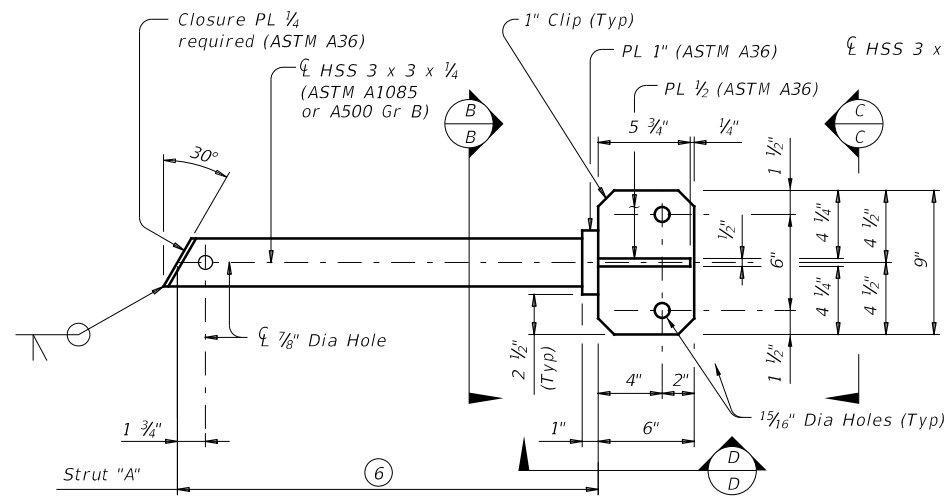 Closure PL ¼
required (ASTM A36)
1" Clip (Typ)
℄ HSS 3 x
PL 1" (ASTM A36)
℄ HSS 3 x 3 x ¼
(ASTM A1085
or A500 Gr B)
PL ½ (ASTM A36)
B
B
C
C
5 ¾"
¼"
1 ½"
30°
½"
6"
4 ¼"
4 ¼"
4 ½"
4 ½"
9"
1 ½"
℄ ⅞" Dia Hole
2 ½"
(Typ)
4"
2"
15/16" Dia Holes (Typ)
1 ¾"
1"
6"
Strut "A"
6
D
D